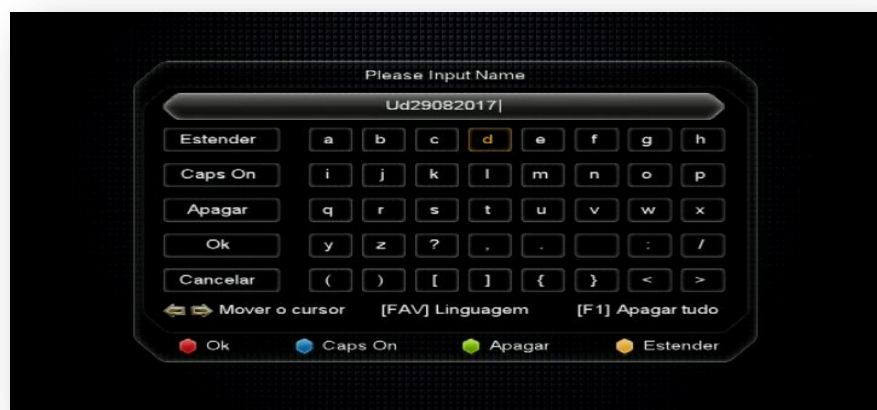 Please Input Name
Ud29082017|
Estender a b c d e f g h
Caps On i j k l m n o p
Apagar q r s t u v w x
Ok y z ? , . : /
Cancelar ( ) [ ] { } < >
Mover o cursor [FAV] Linguagem [F1] Apagar tudo
Ok Caps On Apagar Estender